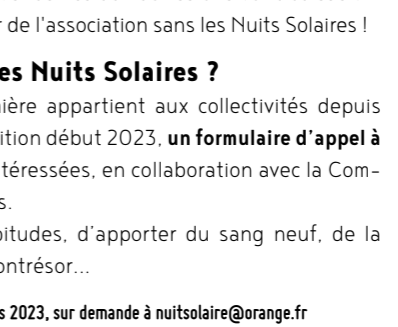 r de l'association sans les Nuits Solaires !
es Nuits Solaires ?
ière appartient aux collectivités depuis
ition début 2023, un formulaire d'appel à
téressées, en collaboration avec la Com-
s.
bitudes, d'apporter du sang neuf, de la
ontrésor...
s 2023, sur demande à nuitsolaire@orange.fr